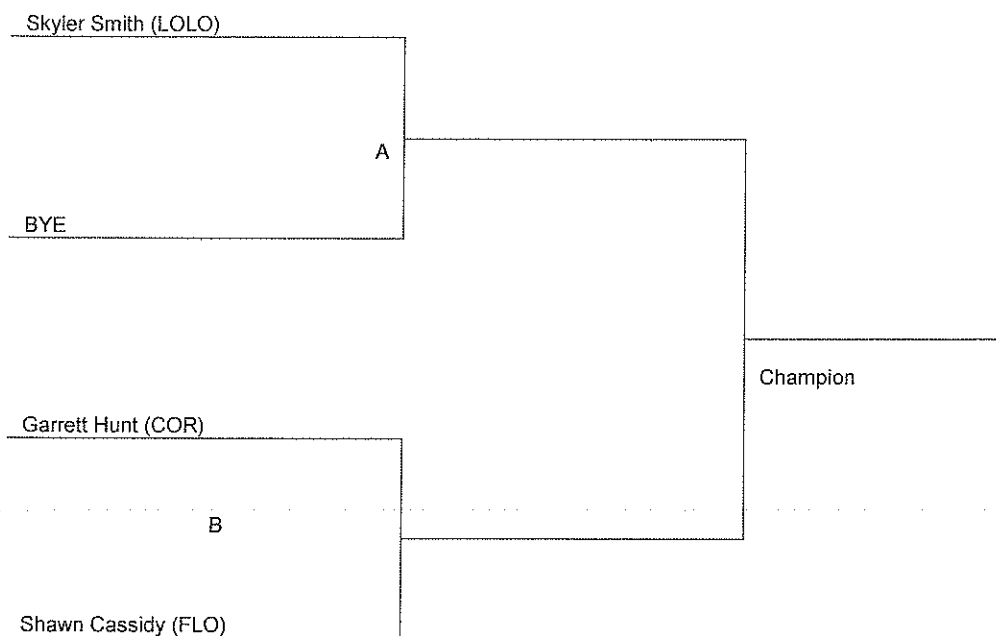 Skyler Smith (LOLO)
A
BYE
Champion
Garrett Hunt (COR)
B
Shawn Cassidy (FLO)